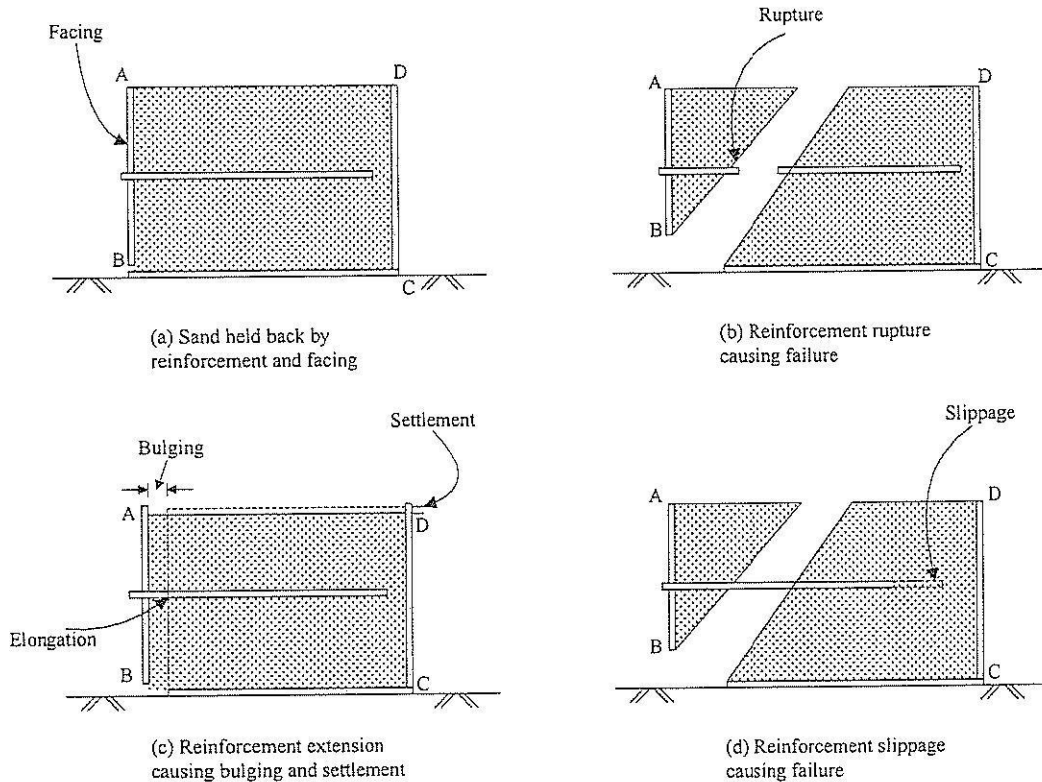 Facing
A
D
B
C
(a) Sand held back by
reinforcement and facing
Rupture
A
D
B
C
(b) Reinforcement rupture
causing failure
Settlement
Bulging
A
D
Elongation
B
C
(c) Reinforcement extension
causing bulging and settlement
Slippage
A
D
B
C
(d) Reinforcement slippage
causing failure